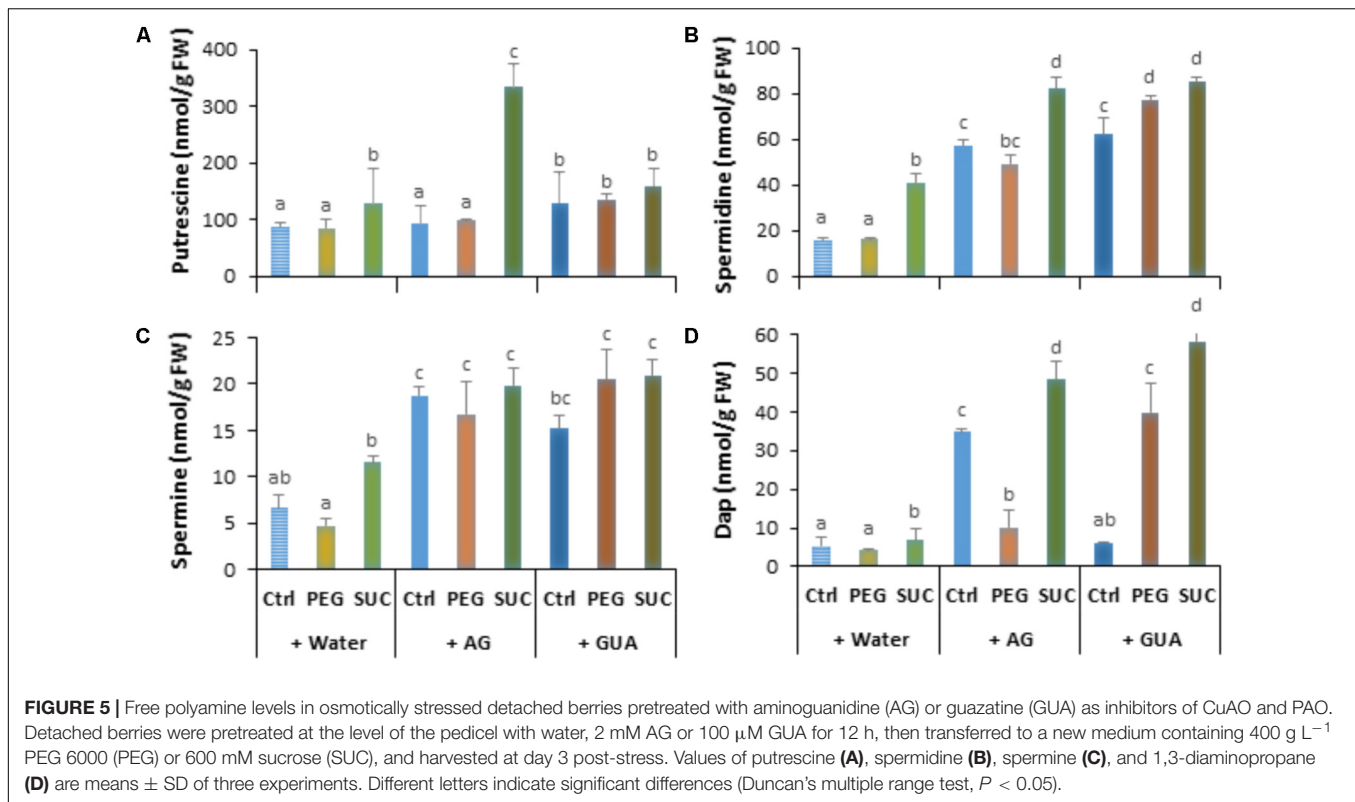 A
B
400
300
200
100
0
Putrescine (nmol/g FW)
a
a
b
a
a
c
b
b
b
100
80
60
40
20
0
Spermidine (nmol/g FW)
a
a
b
c
bc
d
c
d
d
C
D
25
20
15
10
5
0
Spermine (nmol/g FW)
ab
a
b
c
c
c
bc
c
c
Ctrl PEG SUC Ctrl PEG SUC Ctrl PEG SUC
+ Water + AG + GUA
60
50
40
30
20
10
0
Dap (nmol/g FW)
a
a
b
c
b
d
ab
c
d
Ctrl PEG SUC Ctrl PEG SUC Ctrl PEG SUC
+ Water + AG + GUA
FIGURE 5 | Free polyamine levels in osmotically stressed detached berries pretreated with aminoguanidine (AG) or guazatine (GUA) as inhibitors of CuAO and PAO.
Detached berries were pretreated at the level of the pedicel with water, 2 mM AG or 100 μM GUA for 12 h, then transferred to a new medium containing 400 g L⁻¹
PEG 6000 (PEG) or 600 mM sucrose (SUC), and harvested at day 3 post-stress. Values of putrescine (A), spermidine (B), spermine (C), and 1,3-diaminopropane
(D) are means ± SD of three experiments. Different letters indicate significant differences (Duncan's multiple range test, P < 0.05).